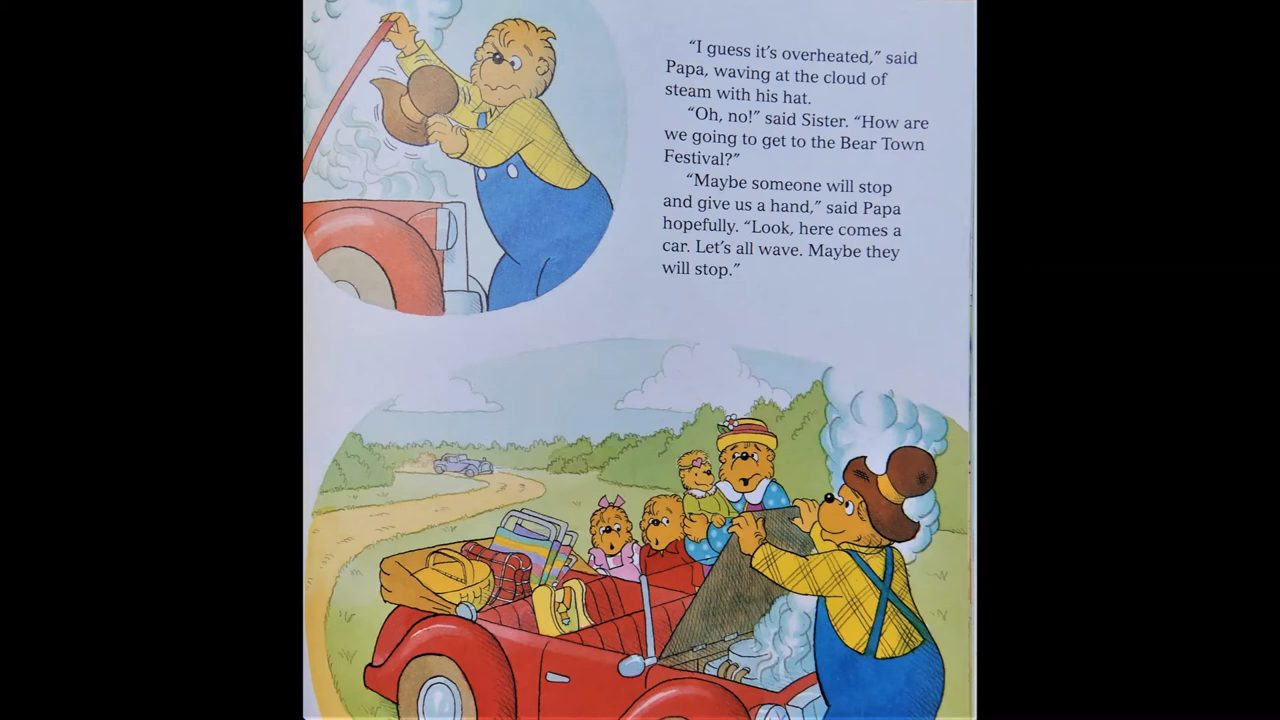 “I guess it’s overheated,” said
Papa, waving at the cloud of
steam with his hat.
“Oh, no!” said Sister. “How are
we going to get to the Bear Town
Festival?”
“Maybe someone will stop
and give us a hand,” said Papa
hopefully. “Look, here comes a
car. Let’s all wave. Maybe they
will stop.”